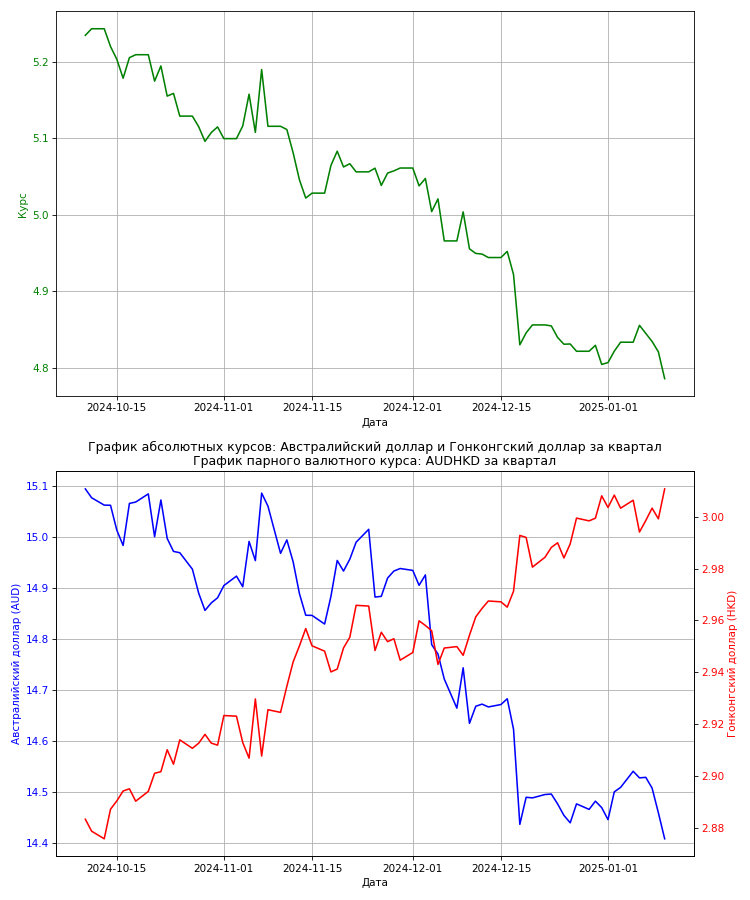 5.2
5.1
5.0
4.9
4.8
Курс
2024-10-15 2024-11-01 2024-11-15 2024-12-01 2024-12-15 2025-01-01
Дата
График абсолютных курсов: Австралийский доллар и Гонконгский доллар за квартал
График парного валютного курса: AUDHKD за квартал
15.1
15.0
14.9
14.8
14.7
14.6
14.5
14.4
Австралийский доллар (AUD)
3.00
2.98
2.96
2.94
2.92
2.90
2.88
Гонконгский доллар (HKD)
2024-10-15 2024-11-01 2024-11-15 2024-12-01 2024-12-15 2025-01-01
Дата